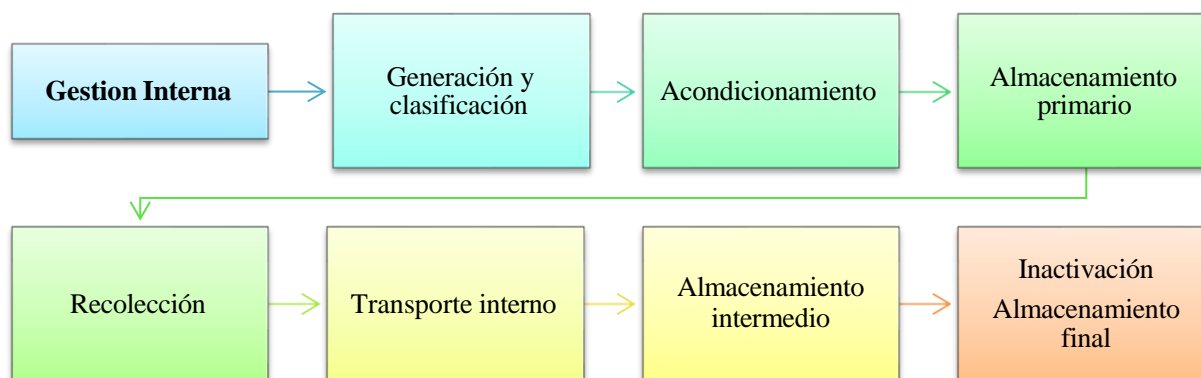 Gestion Interna
Generación y
clasificación
Acondicionamiento
Almacenamiento
primario
Recolección
Transporte interno
Almacenamiento
intermedio
Inactivación
Almacenamiento
final